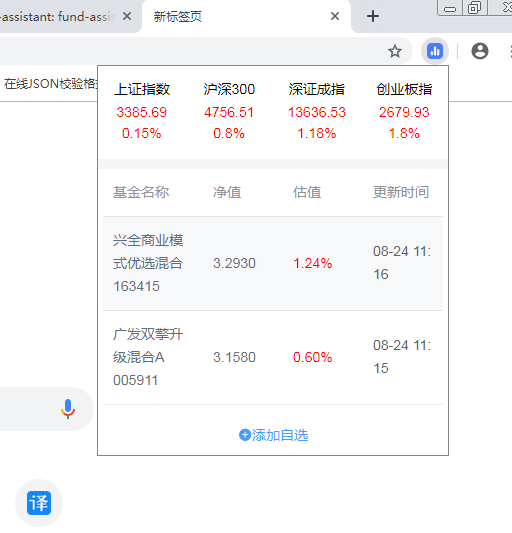 -assistant: fund-assis
新标签页
在线JSON校验格
上证指数 沪深300 深证成指 创业板指
3385.69 4756.51 13636.53 2679.93
0.15% 0.8% 1.18% 1.8%
基金名称 净值 估值 更新时间
兴全商业模
式优选混合
163415
3.2930
1.24%
08-24 11:
16
广发双擎升
级混合A
005911
3.1580
0.60%
08-24 11:
15
添加自选
译